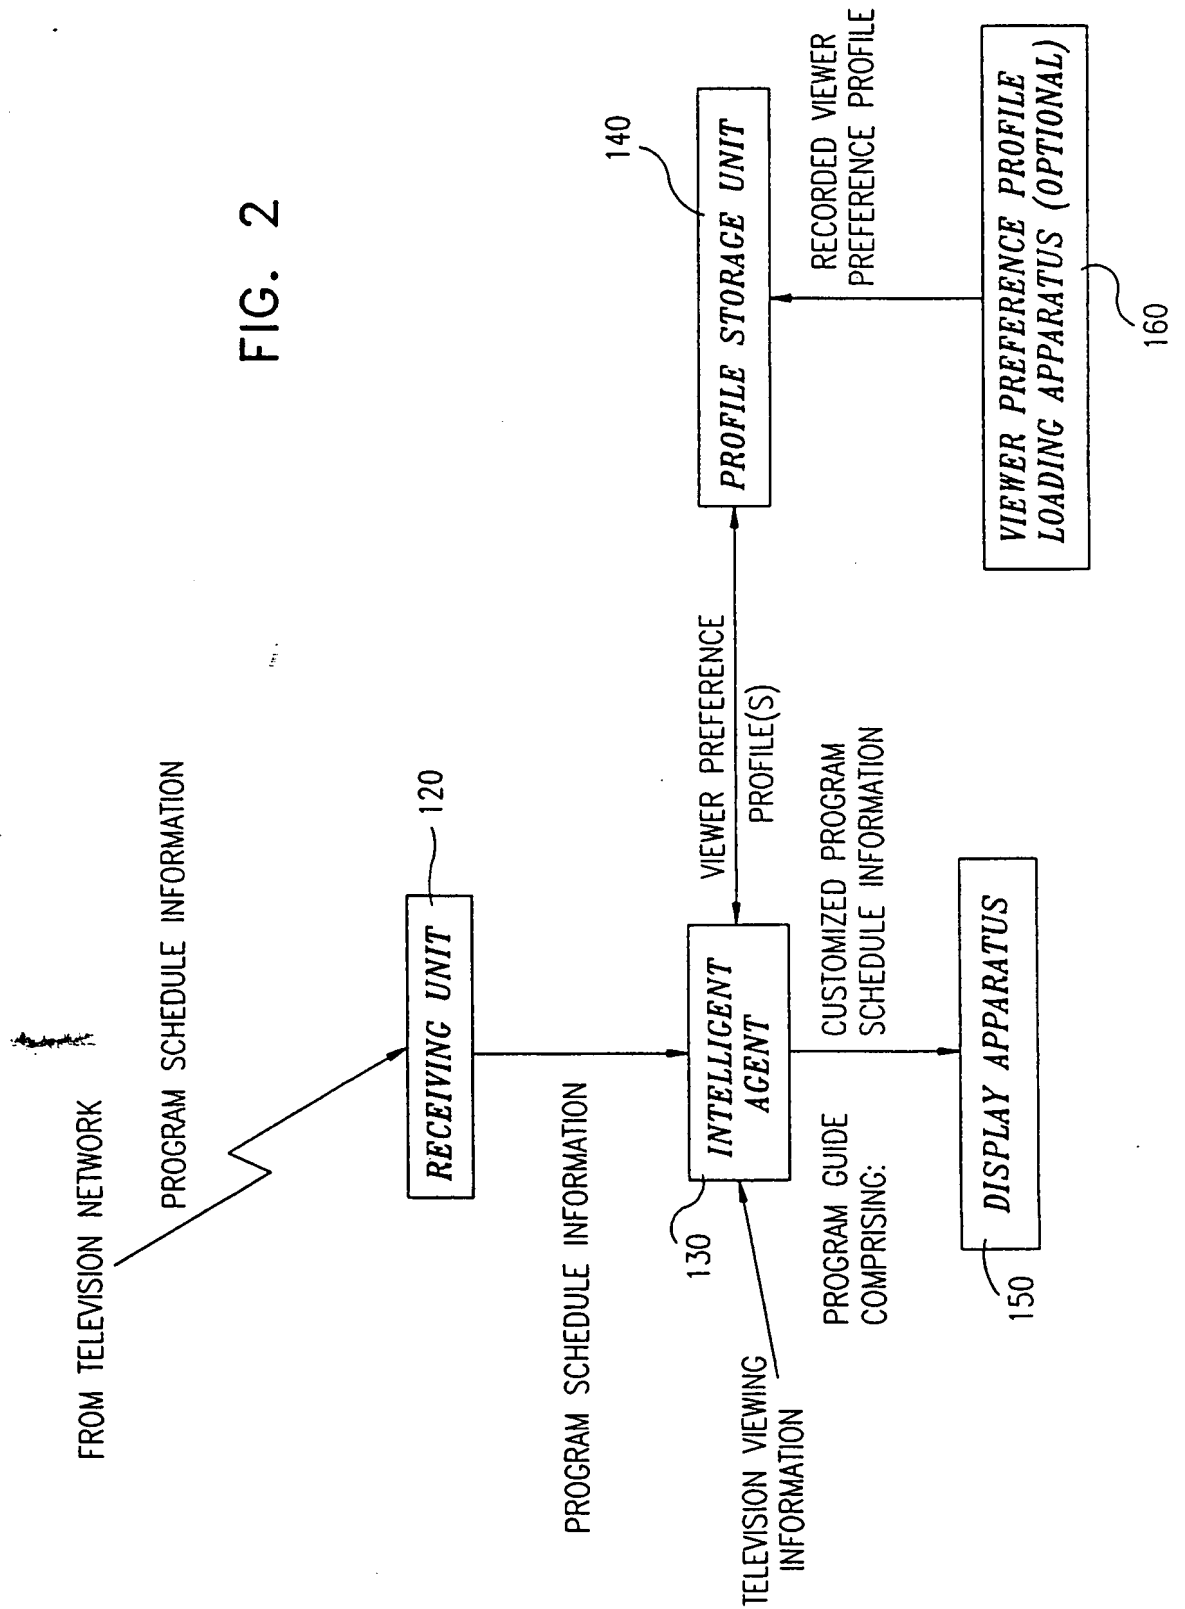 FIG. 2
FROM TELEVISION NETWORK
PROGRAM SCHEDULE INFORMATION
RECEIVING UNIT
120
PROGRAM SCHEDULE INFORMATION
130
INTELLIGENT
AGENT
TELEVISION VIEWING
INFORMATION
VIEWER PREFERENCE
PROFILE(S)
140
PROFILE STORAGE UNIT
RECORDED VIEWER
PREFERENCE PROFILE
PROGRAM GUIDE
COMPRISING:
CUSTOMIZED PROGRAM
SCHEDULE INFORMATION
150
DISPLAY APPARATUS
VIEWER PREFERENCE PROFILE
LOADING APPARATUS (OPTIONAL)
160